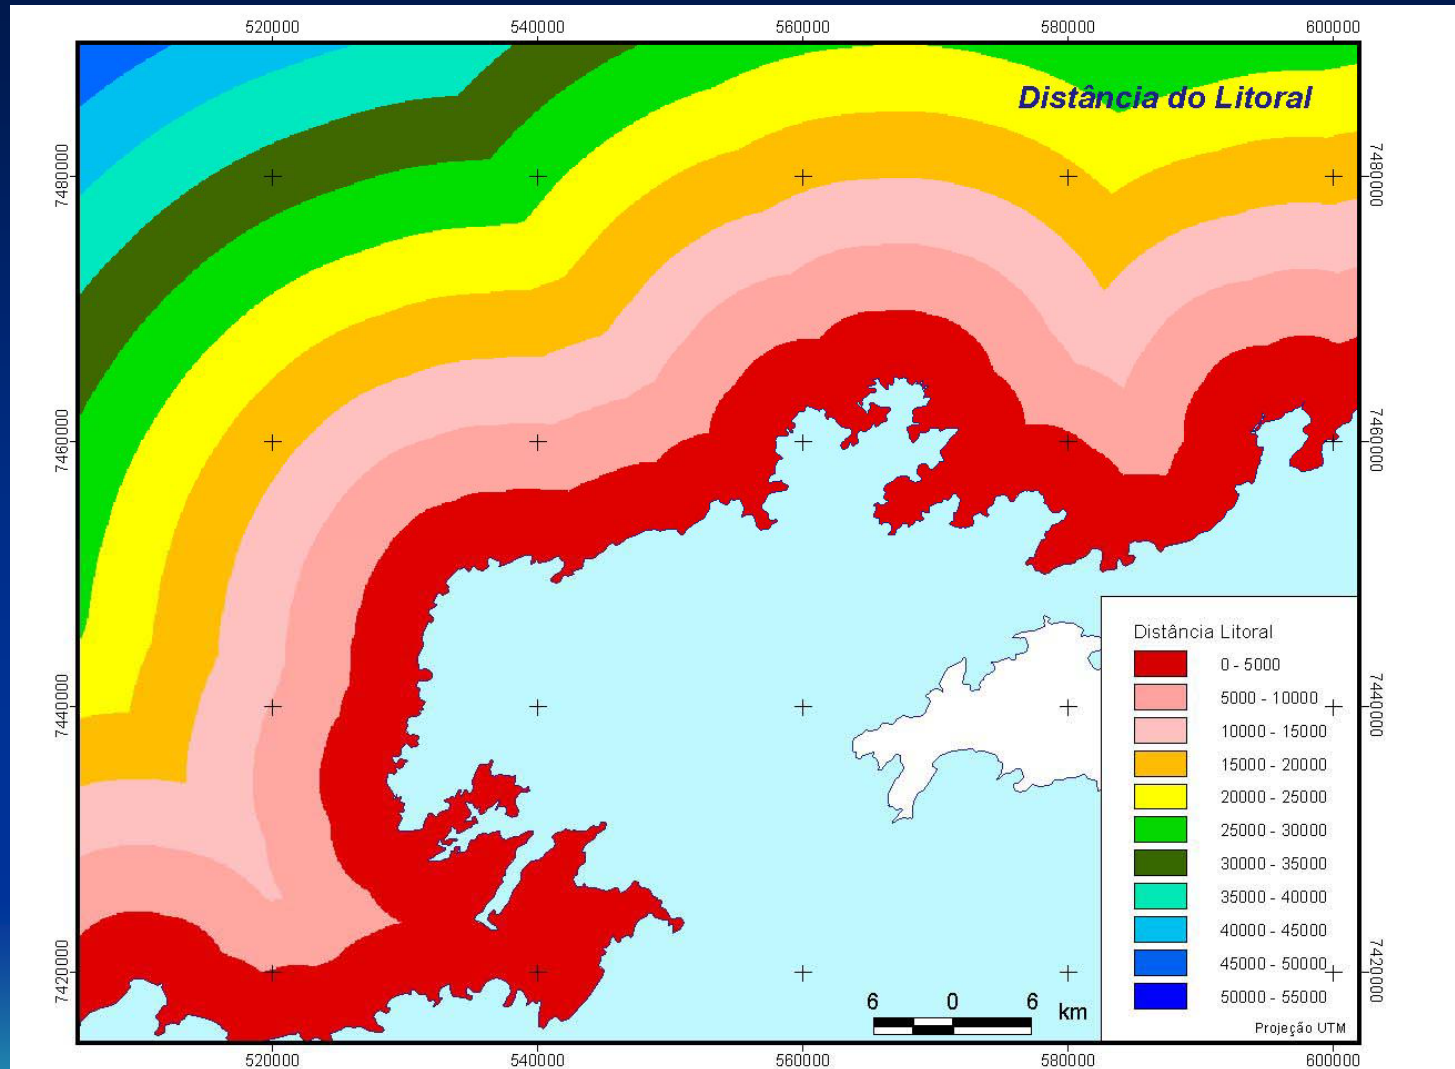 520000 540000 560000 580000 600000
Distância do Litoral
7480000 7480000
7460000 7460000
7440000 7440000
7420000 7420000
Distância Litoral
0 - 5000
5000 - 10000
10000 - 15000
15000 - 20000
20000 - 25000
25000 - 30000
30000 - 35000
35000 - 40000
40000 - 45000
45000 - 50000
50000 - 55000
Projeção UTM
6 0 6 km
520000 540000 560000 580000 600000